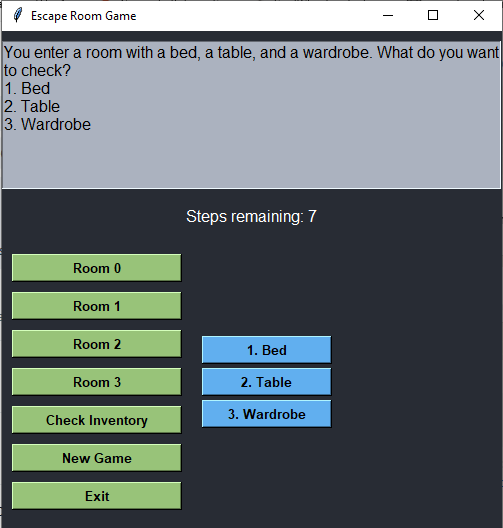 Escape Room Game
You enter a room with a bed, a table, and a wardrobe. What do you want
to check?
1. Bed
2. Table
3. Wardrobe
Steps remaining: 7
Room 0
Room 1
Room 2
Room 3
Check Inventory
New Game
Exit
1. Bed
2. Table
3. Wardrobe